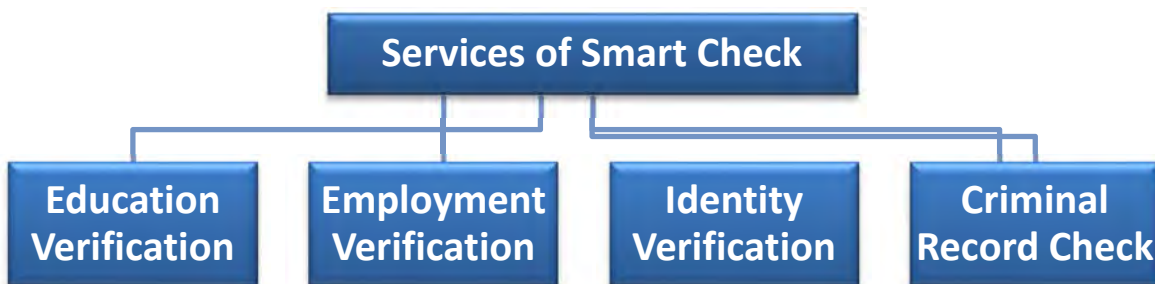 Services of Smart Check
Education
Verification
Employment
Verification
Identity
Verification
Criminal
Record Check